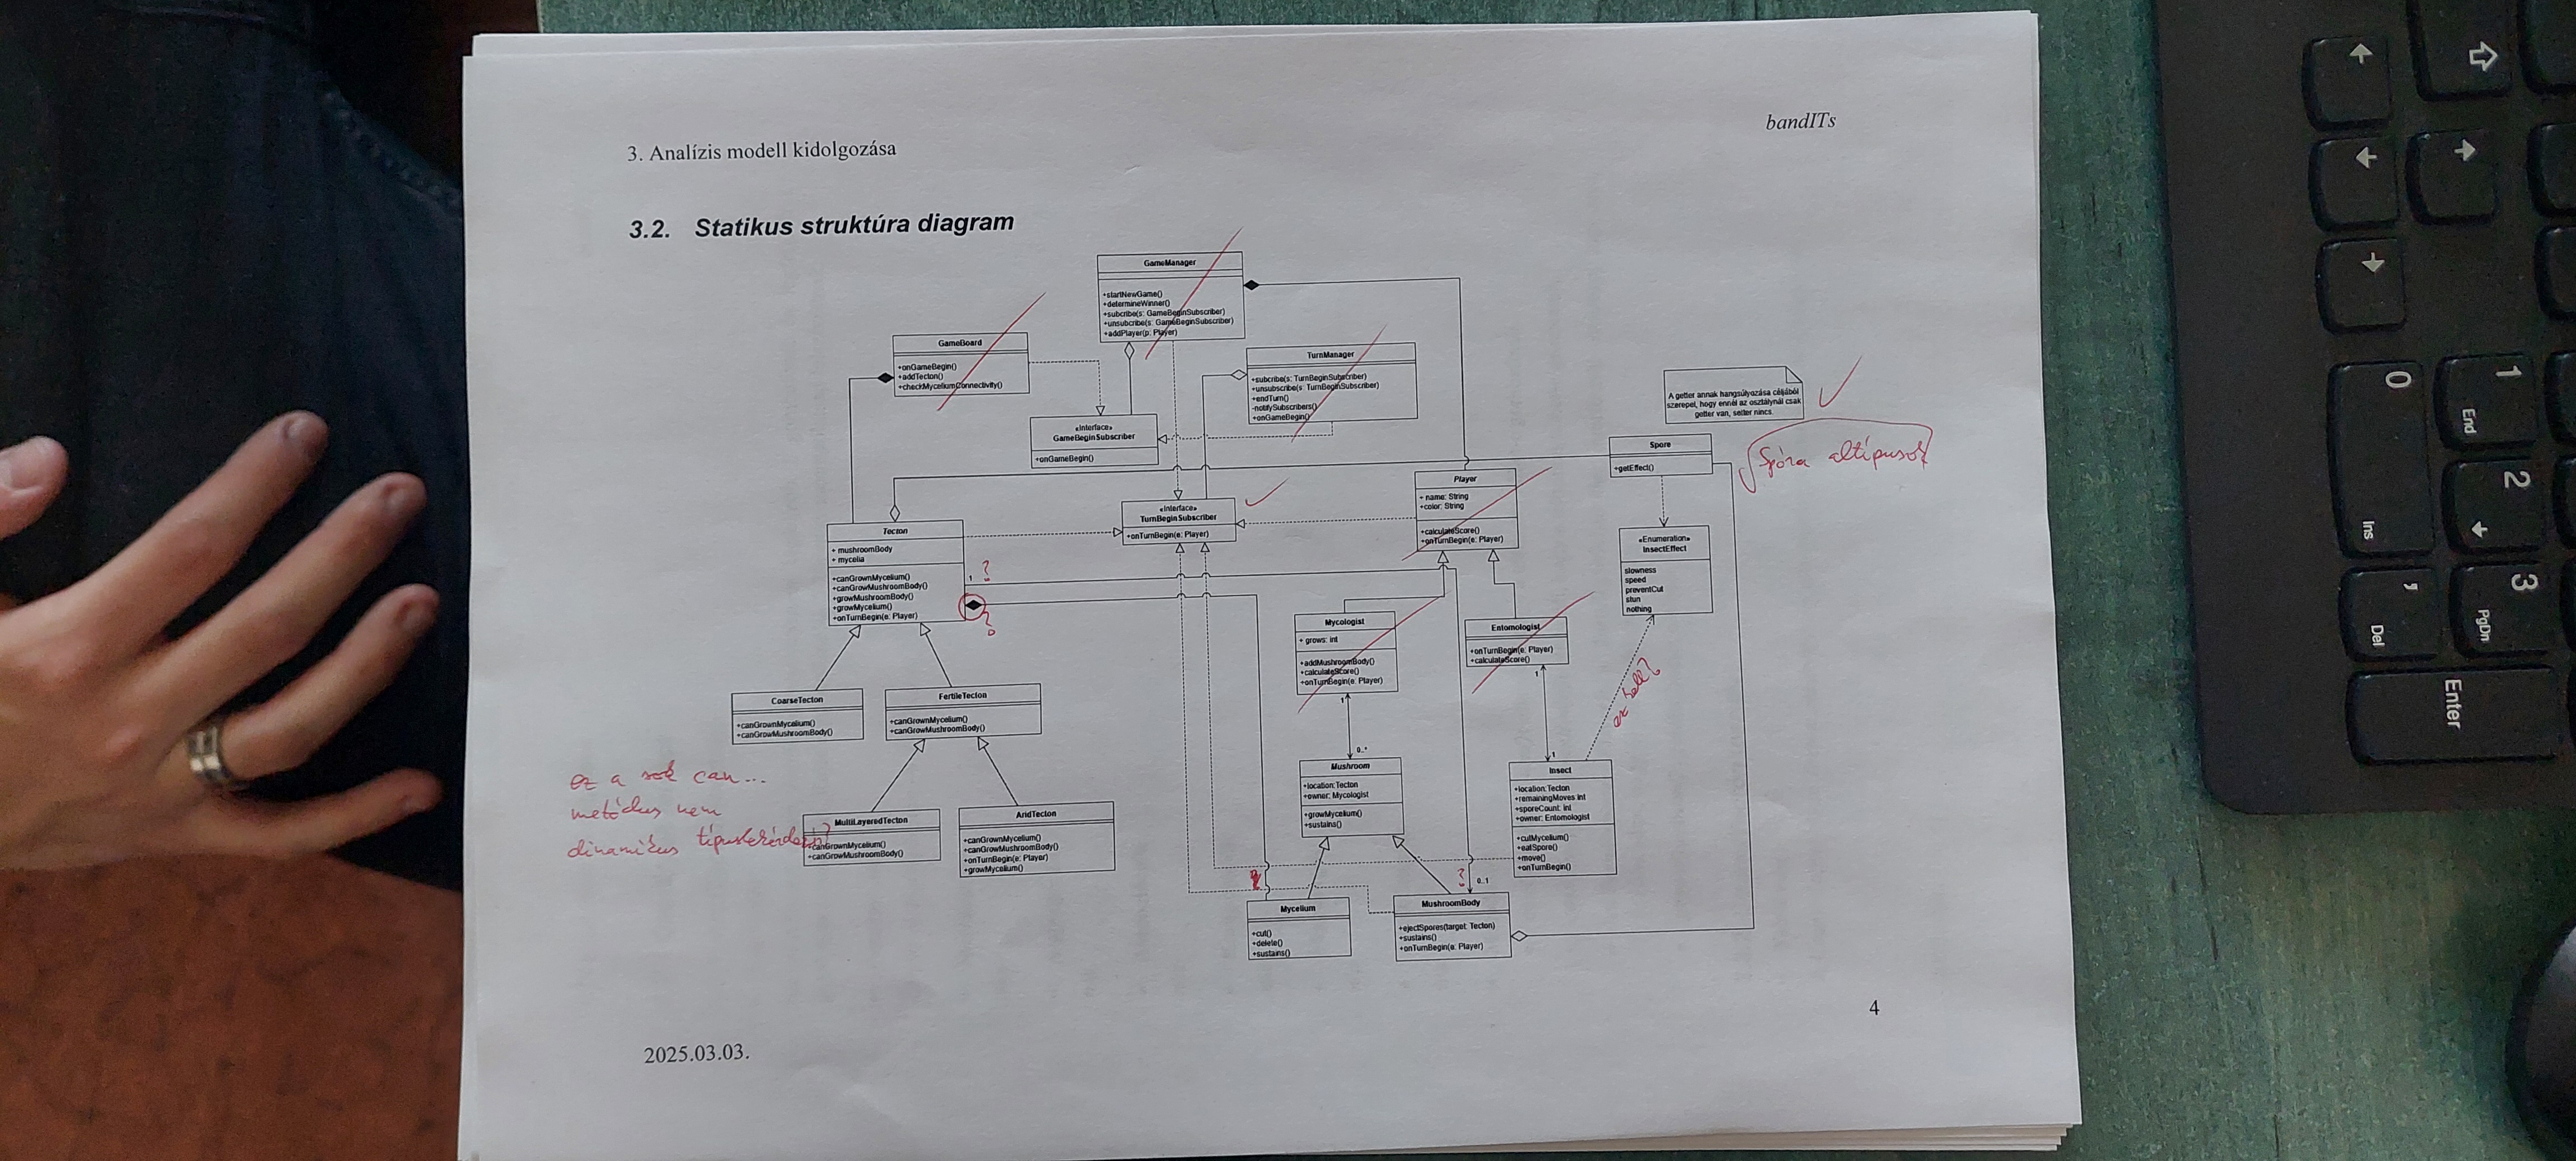 bandITs
3. Analízis modell kidolgozása
3.2. Statikus struktúra diagram
GameManager
+startNewGame()
+determineWinner()
+subcribe(s: GameBeginSubscriber)
+unsubcribe(s: GameBeginSubscriber)
+addPlayer(p: Player)
GameBoard
+onGameBegin()
+addTecton()
+checkMyceliumConnectivity()
TurnManager
+subcribe(s: TurnBeginSubscriber)
+unsubscribe(s: TurnBeginSubscriber)
+endTurn()
-notifySubscribers()
+onGameBegin()
A getter annak hangsúlyozása céljából
szerepel, hogy ennél az osztálynál csak
getter van, setter nincs.
«Interface»
GameBeginSubscriber
+onGameBegin()
Spore
+getEffect()
Spóra altípusok
Player
+ name: String
+ color: String
+calculateScore()
+onTurnBegin(e: Player)
«Interface»
TurnBeginSubscriber
+onTurnBegin(e: Player)
Tecton
+ mushroomBody
+ mycelia
+canGrownMycelium()
+canGrowMushroomBody()
+growMushroomBody()
+growMycelium()
+onTurnBegin(e: Player)
1
?
?
«Enumeration»
InsectEffect
slowness
speed
preventCut
stun
nothing
Mycologist
+ grows: int
+addMushroomBody()
+calculateScore()
+onTurnBegin(e: Player)
1
Entomologist
+onTurnBegin(e: Player)
+calculateScore()
1
ez kell?
CoarseTecton
+canGrownMycelium()
+canGrowMushroomBody()
FertileTecton
+canGrownMycelium()
+canGrowMushroomBody()
0..*
1
Mushroom
+location:Tecton
+owner: Mycologist
+growMycelium()
+sustains()
Insect
+location:Tecton
+remainingMoves int
+sporeCount: int
+owner: Entomologist
+cutMycelium()
+eatSpore()
+move()
+onTurnBegin()
ez a sok can...
metódus nem
dinamikus típuslekérdezés?
MultiLayeredTecton
+canGrownMycelium()
+canGrowMushroomBody()
AridTecton
+canGrownMycelium()
+canGrowMushroomBody()
+onTurnBegin(e: Player)
+growMycelium()
?
0..1
Mycelium
+cut()
+delete()
+sustains()
MushroomBody
+ejectSpores(target: Tecton)
+sustains()
+onTurnBegin(e: Player)
4
2025.03.03.
0
1
End
Ins
2
,
Del
3
PgDn
Enter